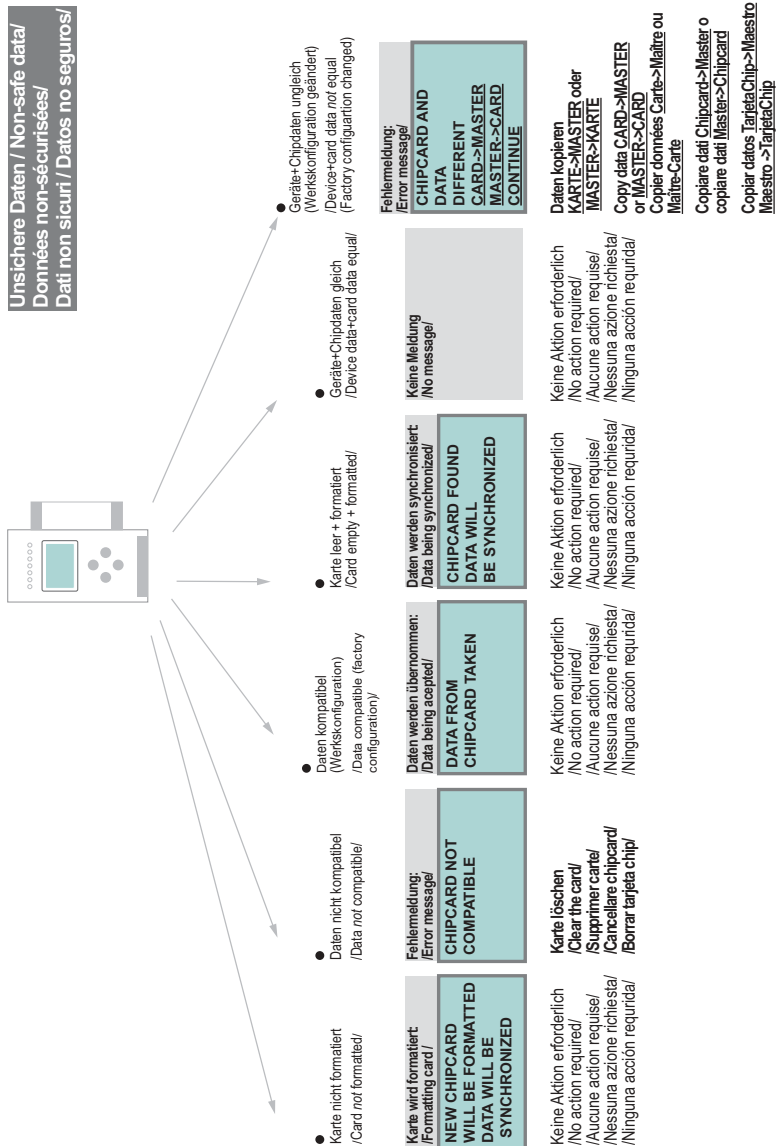 Unsichere Daten / Non-safe data/
Données non-sécurisées/
Dati non sicuri / Datos no seguros/
Karte nicht formatiert
/Card not formatted/
Karte wird formatiert:
/Formatting card /
NEW CHIPCARD
WILL BE FORMATTED
DATA WILL BE
SYNCHRONIZED
Keine Aktion erforderlich
/No action required/
/Aucune action requise/
/Nessuna azione richiesta/
/Ninguna acción requrida/
Daten nicht kompatibel
/Data not compatible/
Fehlermeldung:
/Error message/
CHIPCARD NOT
COMPATIBLE
Karte löschen
/Clear the card/
/Supprimer carte/
/Cancellare chipcard/
/Borrar tarjeta chip/
Daten kompatibel
(Werkskonfiguration)
/Data compatible (factory
configuration)/
Daten werden übernommen:
/Data being acepted/
DATA FROM
CHIPCARD TAKEN
Keine Aktion erforderlich
/No action required/
/Aucune action requise/
/Nessuna azione richiesta/
/Ninguna acción requrida/
Karte leer + formatiert
/Card empty + formatted/
Daten werden synchronisiert:
/Data being synchronized/
CHIPCARD FOUND
DATA WILL
BE SYNCHRONIZED
Keine Aktion erforderlich
/No action required/
/Aucune action requise/
/Nessuna azione richiesta/
/Ninguna acción requrida/
Geräte+Chipdaten gleich
/Device data+card data equal/
Keine Meldung
/No message/
Keine Aktion erforderlich
/No action required/
/Aucune action requise/
/Nessuna azione richiesta/
/Ninguna acción requrida/
Geräte+Chipdaten ungleich
(Werkskonfiguration geändert)
/Device+card data not equal
(Factory configuartion changed)
Fehlermeldung:
/Error message/
CHIPCARD AND
DATA
DIFFERENT
CARD->MASTER
MASTER->CARD
CONTINUE
Daten kopieren
KARTE->MASTER oder
MASTER->KARTE
Copy data CARD->MASTER
or MASTER->CARD
Copier données Carte->Maître ou
Maître-Carte
Copiare dati Chipcard->Master o
copiare dati Master->Chipcard
Copiar datos TarjetaChip->Maestro
Maestro ->TarjetaChip